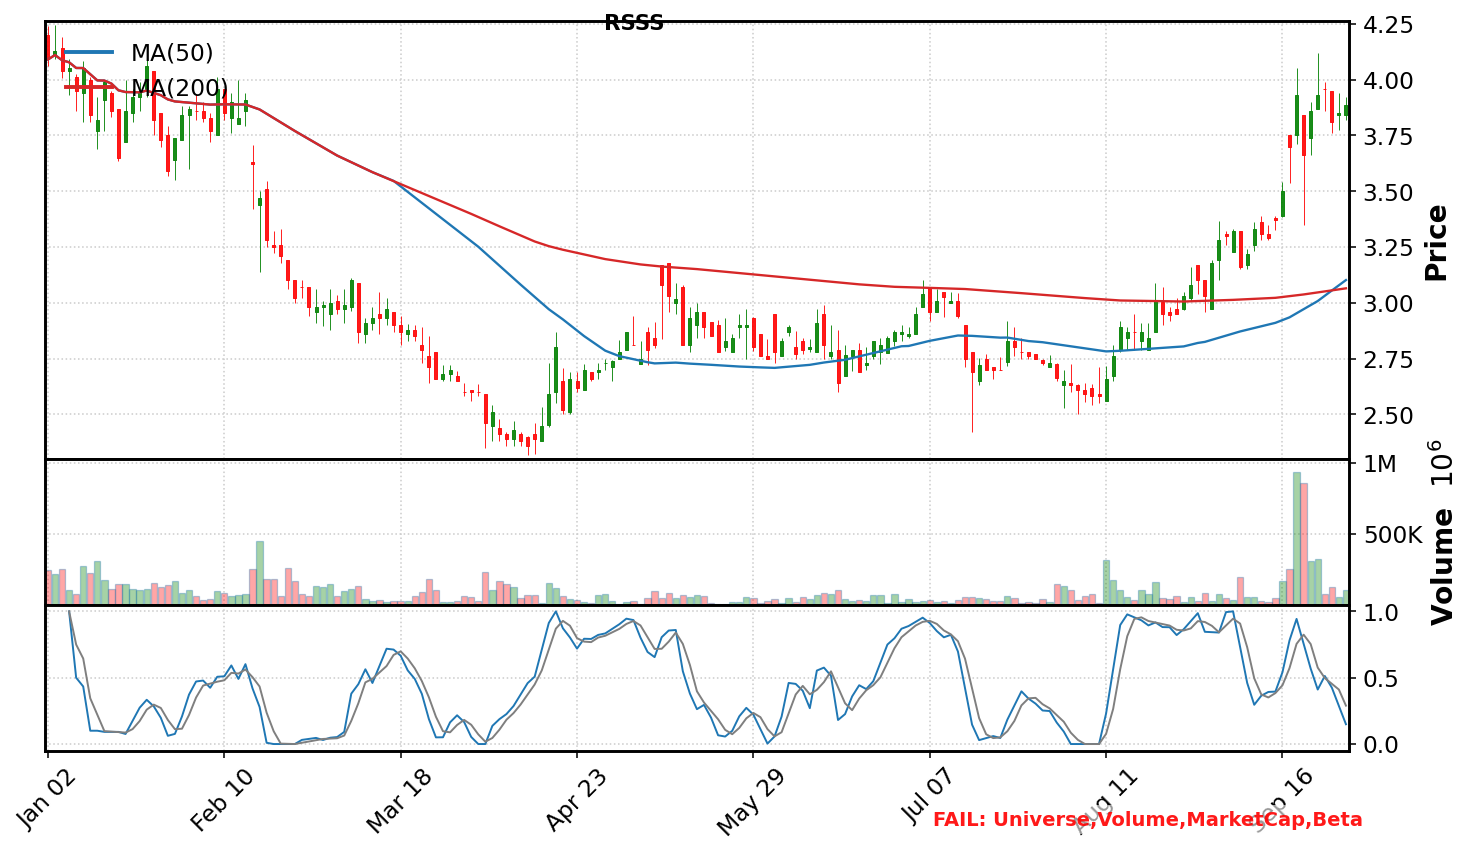 RSSS
MA(50)
MA(200)
4.25
4.00
3.75
3.50
3.25
3.00
2.75
2.50
Price
1M
500K
Volume 10⁶
1.0
0.5
0.0
Jan 02
Feb 10
Mar 18
Apr 23
May 29
Jul 07
Aug 11
Sep 16
FAIL: Universe,Volume,MarketCap,Beta